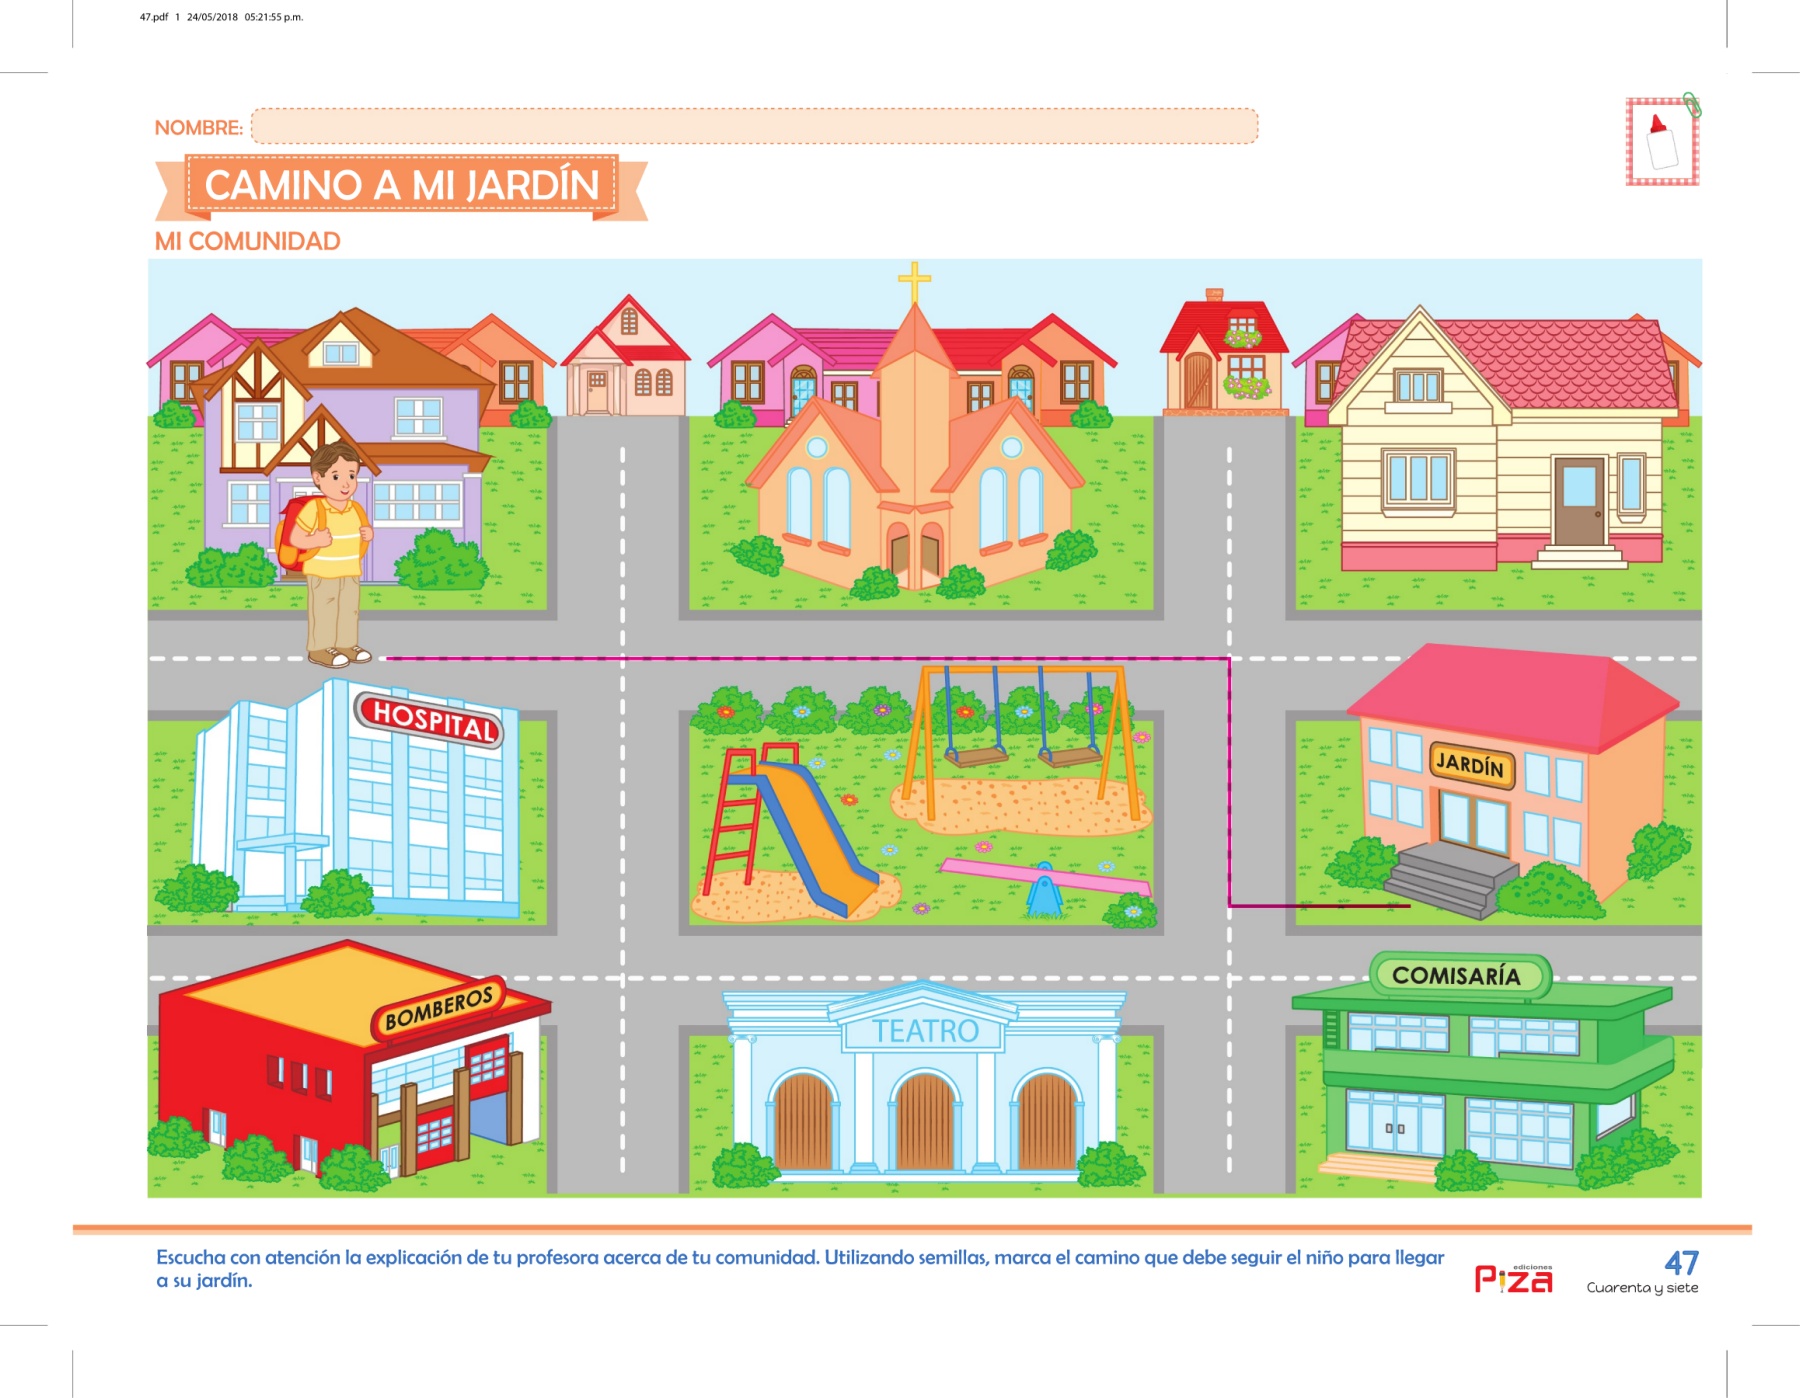 47.pdf 1 24/05/2018 05:21:55 p.m.
NOMBRE:
CAMINO A MI JARDÍN
MI COMUNIDAD
HOSPITAL
JARDÍN
BOMBEROS
TEATRO
COMISARÍA
Escucha con atención la explicación de tu profesora acerca de tu comunidad. Utilizando semillas, marca el camino que debe seguir el niño para llegar
a su jardín.
ediciones
Piza
47
Cuarenta y siete